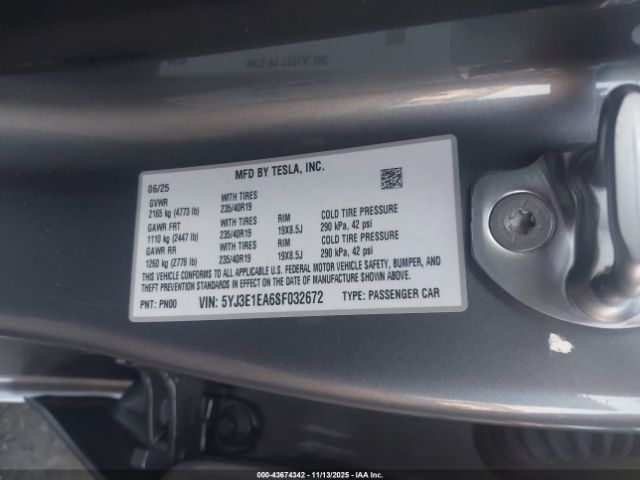 MFD BY TESLA, INC.
06/25
GVWR WITH TIRES
2165 kg (4773 lb) 235/40R19
GAWR FRT WITH TIRES RIM COLD TIRE PRESSURE
1110 kg (2447 lb) 235/40R19 19X8.5J 290 kPa, 42 psi
GAWR RR WITH TIRES RIM COLD TIRE PRESSURE
1260 kg (2778 lb) 235/40R19 19X8.5J 290 kPa, 42 psi
THIS VEHICLE CONFORMS TO ALL APPLICABLE U.S. FEDERAL MOTOR VEHICLE SAFETY, BUMPER, AND
THEFT PREVENTION STANDARDS IN EFFECT ON THE DATE OF MANUFACTURE SHOWN ABOVE.
PNT: PN00 VIN: 5YJ3E1EA6SF032672 TYPE: PASSENGER CAR
000-43674342 - 11/13/2025 - IAA/ACTM